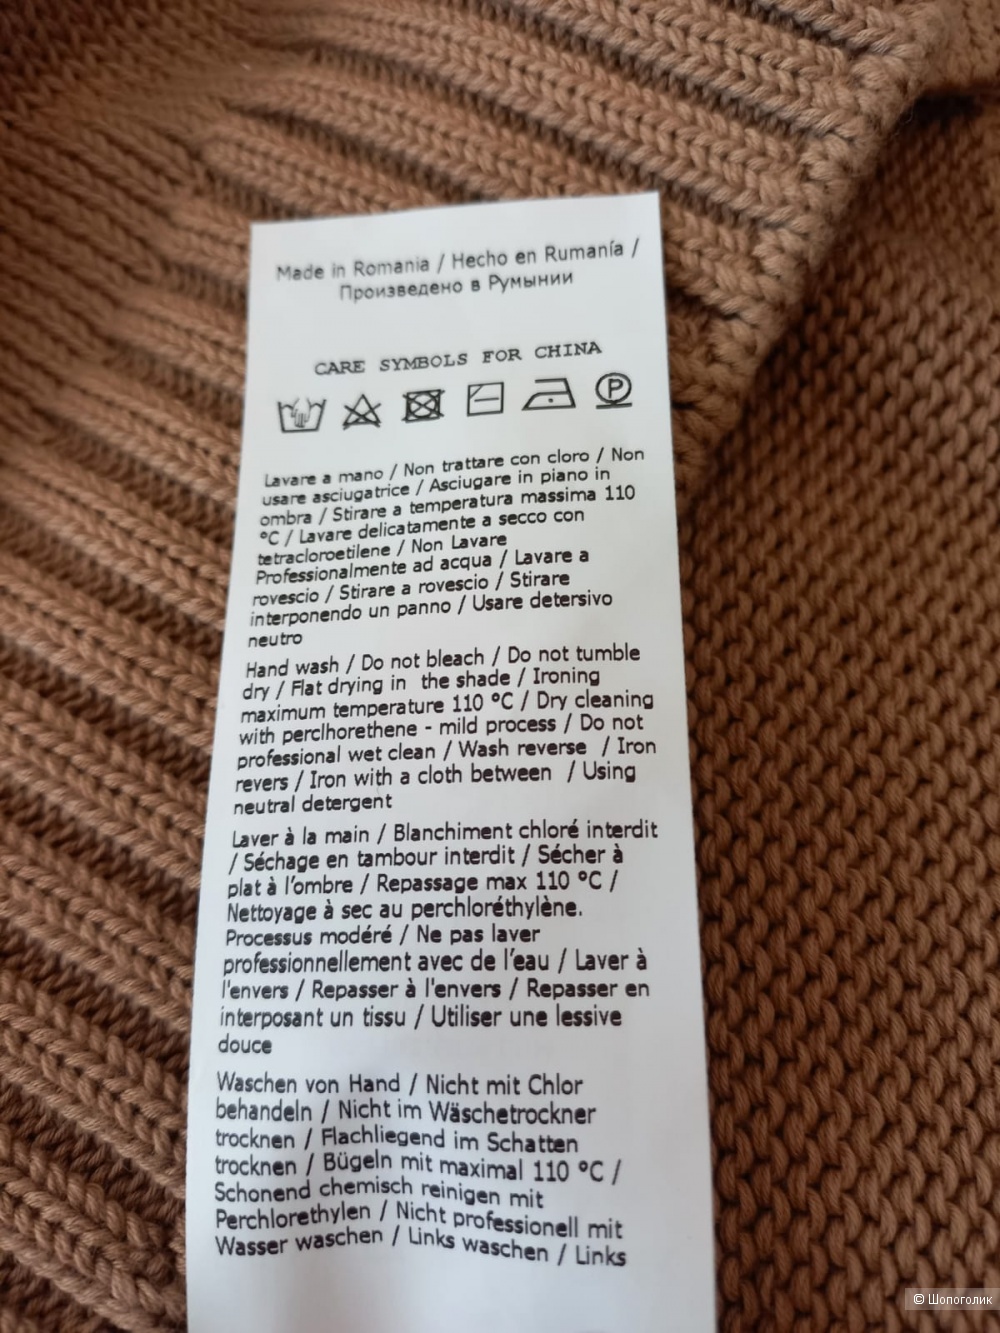 Made in Romania / Hecho en Rumanía /
Произведено в Румынии
CARE SYMBOLS FOR CHINA
P
Lavare a mano / Non trattare con cloro / Non
usare asciugatrice / Asciugare in piano in
ombra / Stirare a temperatura massima 110
°C / Lavare delicatamente a secco con
tetracloroetilene / Non Lavare
Professionalmente ad acqua / Lavare a
rovescio / Stirare a rovescio / Stirare
interponendo un panno / Usare detersivo
neutro
Hand wash / Do not bleach / Do not tumble
dry / Flat drying in the shade / Ironing
maximum temperature 110 °C / Dry cleaning
with perclhorethene - mild process / Do not
professional wet clean / Wash reverse / Iron
revers / Iron with a cloth between / Using
neutral detergent
Laver à la main / Blanchiment chloré interdit
/ Séchage en tambour interdit / Sécher à
plat à l'ombre / Repassage max 110 °C /
Nettoyage à sec au perchloréthylène.
Processus modéré / Ne pas laver
professionnellement avec de l'eau / Laver à
l'envers / Repasser à l'envers / Repasser en
interposant un tissu / Utiliser une lessive
douce
Waschen von Hand / Nicht mit Chlor
behandeln / Nicht im Wäschetrockner
trocknen / Flachliegend im Schatten
trocknen / Bügeln mit maximal 110 °C /
Schonend chemisch reinigen mit
Perchlorethylen / Nicht professionell mit
Wasser waschen / Links waschen / Links
© Шопоголик